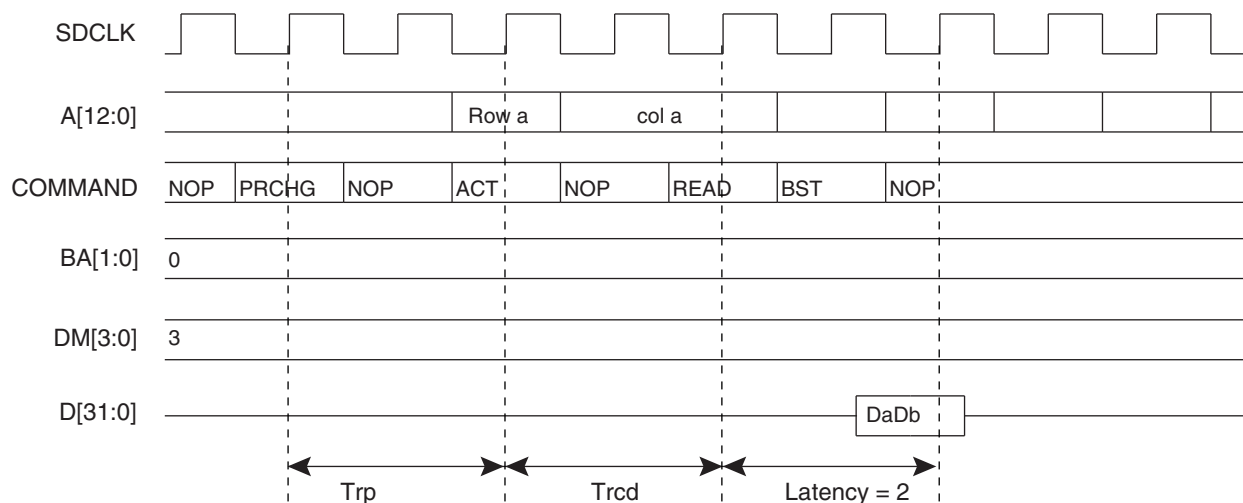 SDCLK
A[12:0] Row a col a
COMMAND NOP PRCHG NOP ACT NOP READ BST NOP
BA[1:0] 0
DM[3:0] 3
D[31:0] DaDb
Trp Trcd Latency = 2